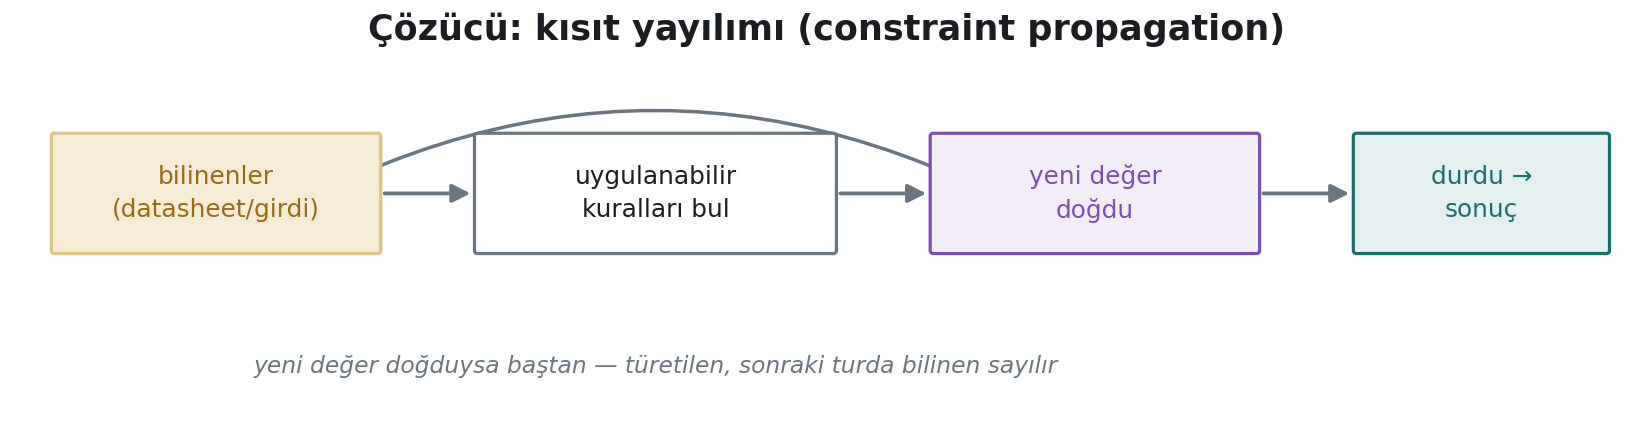 Çözücü: kısıt yayılımı (constraint propagation)
bilinenler
(datasheet/girdi)
uygulanabilir
kuralları bul
yeni değer
doğdu
durdu →
sonuç
yeni değer doğduysa baştan — türetilen, sonraki turda bilinen sayılır